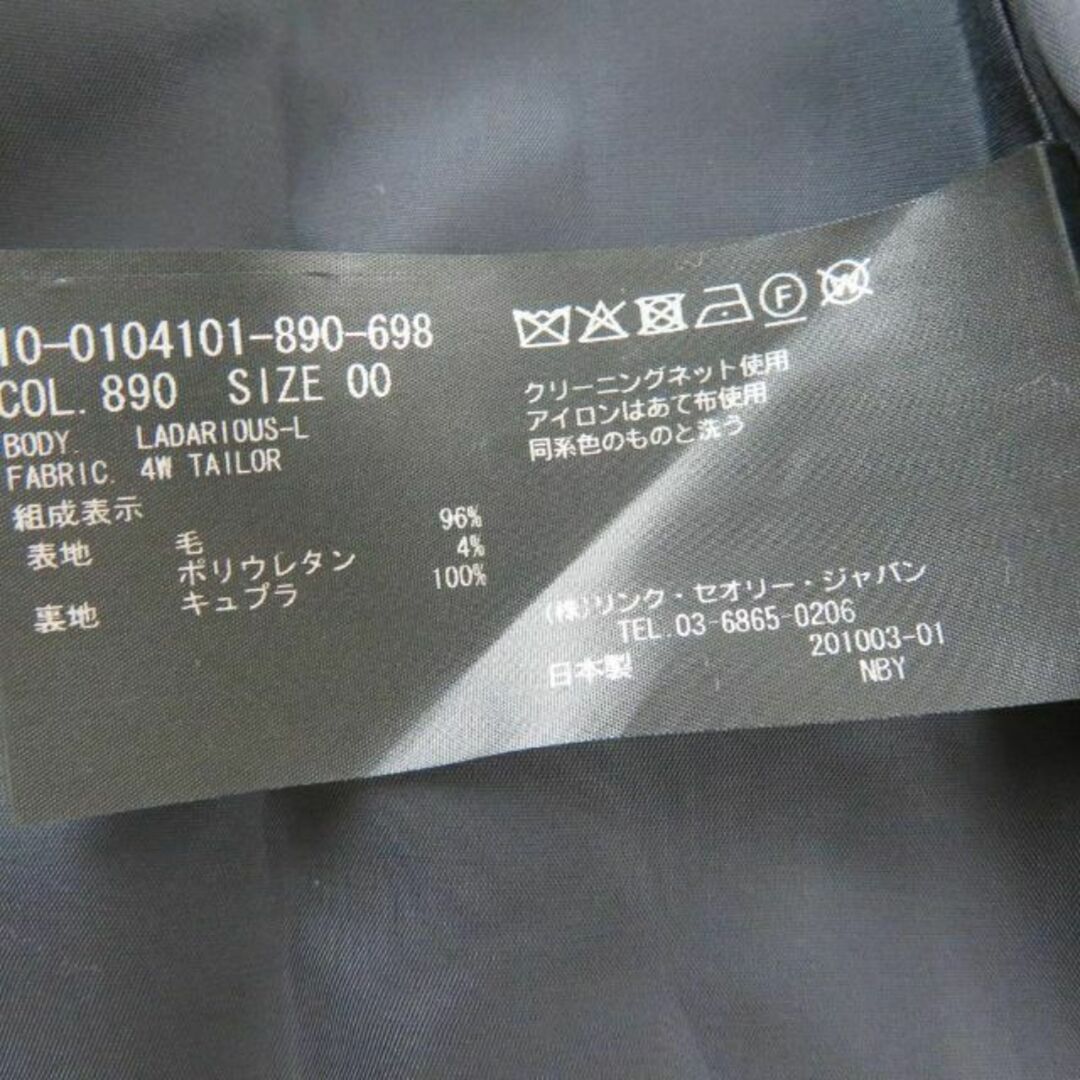 10-0104101-890-698
COL. 890 SIZE 00
BODY. LADARIOUS-L
FABRIC. 4W TAILOR
組成表示
表地 毛 96%
ポリウレタン 4%
裏地 キュプラ 100%
F
W
クリーニングネット使用
アイロンはあて布使用
同系色のものと洗う
(株)リンク・セオリー・ジャパン
TEL.03-6865-0206
201003-01
日本製 NBY